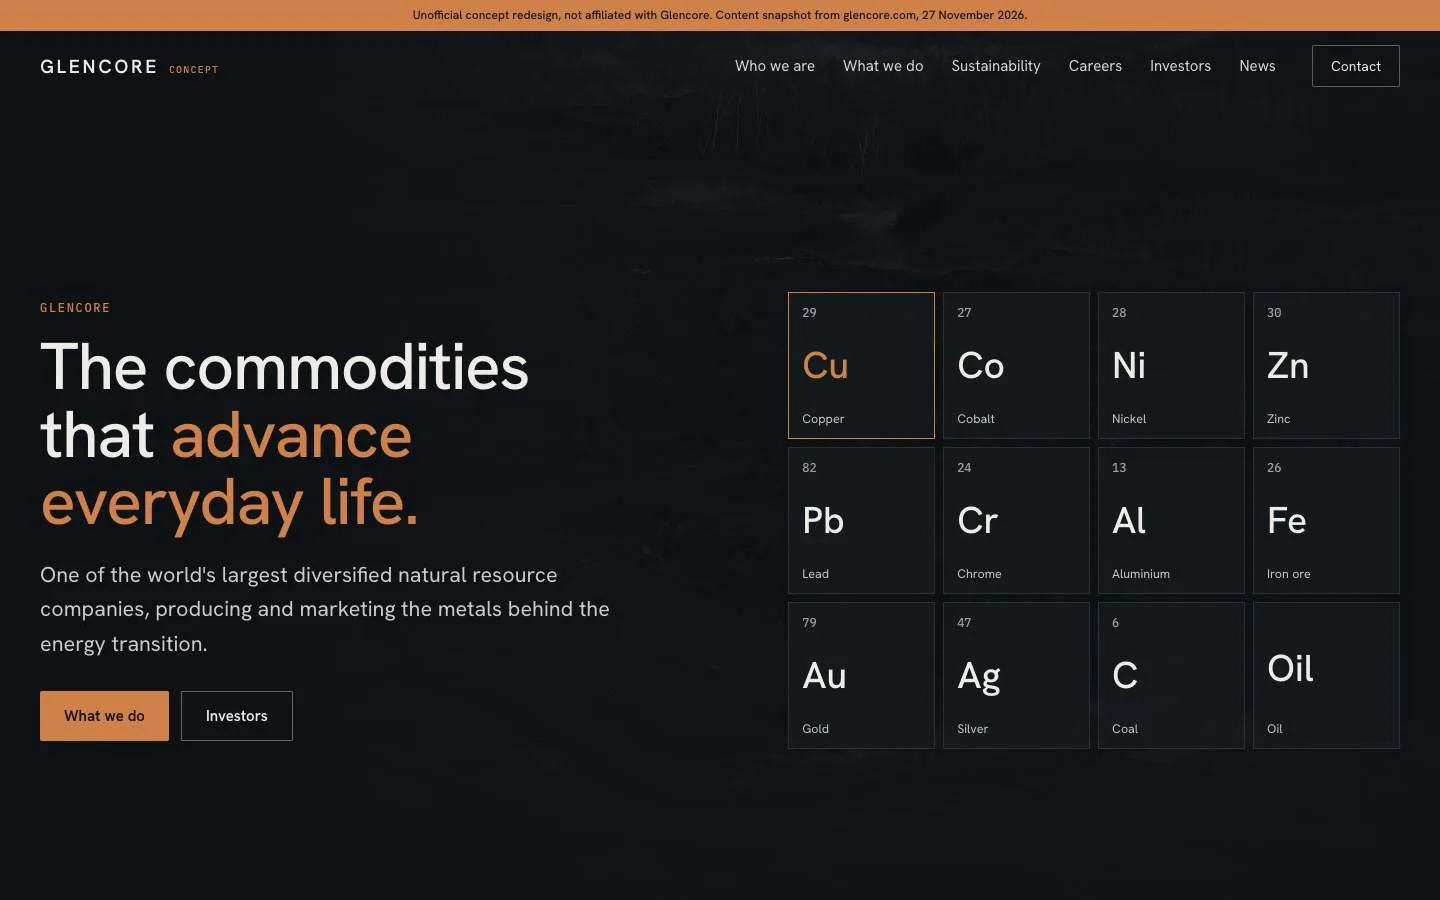 Unofficial concept redesign, not affiliated with Glencore. Content snapshot from glencore.com, 27 November 2026.
GLENCORE CONCEPT
Who we are What we do Sustainability Careers Investors News Contact
GLENCORE
The commodities
that advance
everyday life.
One of the world's largest diversified natural resource
companies, producing and marketing the metals behind the
energy transition.
What we do Investors
29 27 28 30
Cu Co Ni Zn
Copper Cobalt Nickel Zinc
82 24 13 26
Pb Cr Al Fe
Lead Chrome Aluminium Iron ore
79 47 6
Au Ag C Oil
Gold Silver Coal Oil